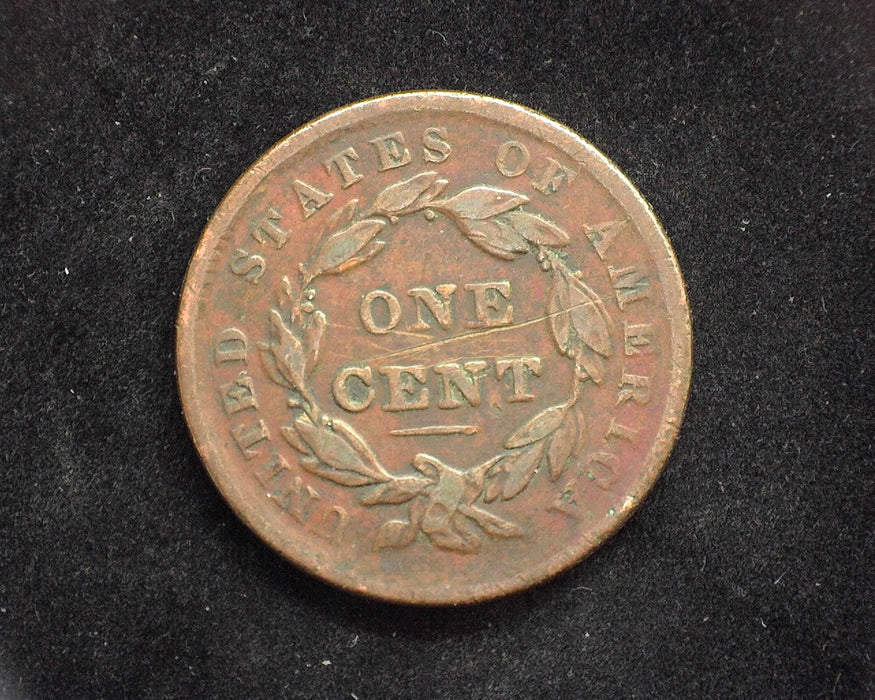 UNITED STATES OF AMERICA
ONE
CENT